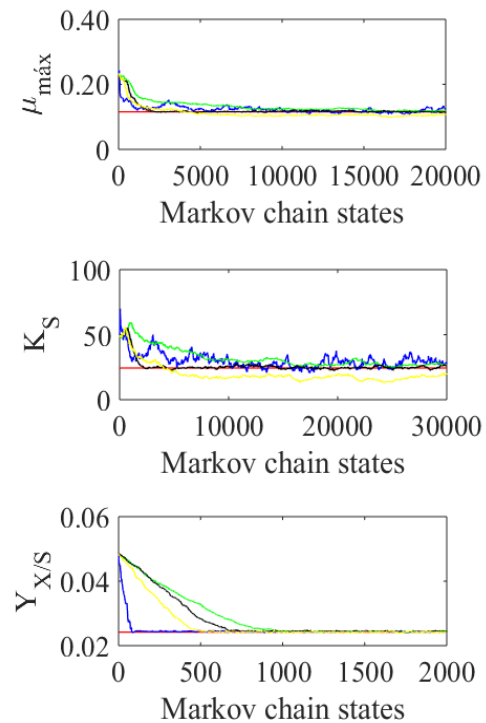 0.40
0.20
0
μmáx
0 5000 10000 15000 20000
Markov chain states
100
50
0
KS
0 10000 20000 30000
Markov chain states
0.06
0.04
0.02
YX/S
0 500 1000 1500 2000
Markov chain states